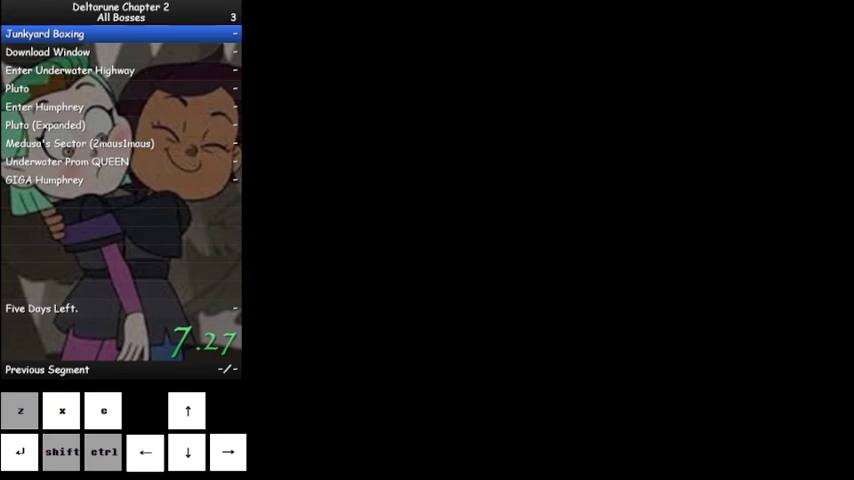 Deltarune Chapter 2
All Bosses 3
Junkyard Boxing -
Download Window -
Enter Underwater Highway -
Pluto -
Enter Humphrey -
Pluto (Expanded) -
Medusa's Sector (2maus1maus) -
Underwater Prom QUEEN -
GIGA Humphrey -
Five Days Left. -
7.27
Previous Segment -/-
z x c ↑
↵ shift ctrl ← ↓ →